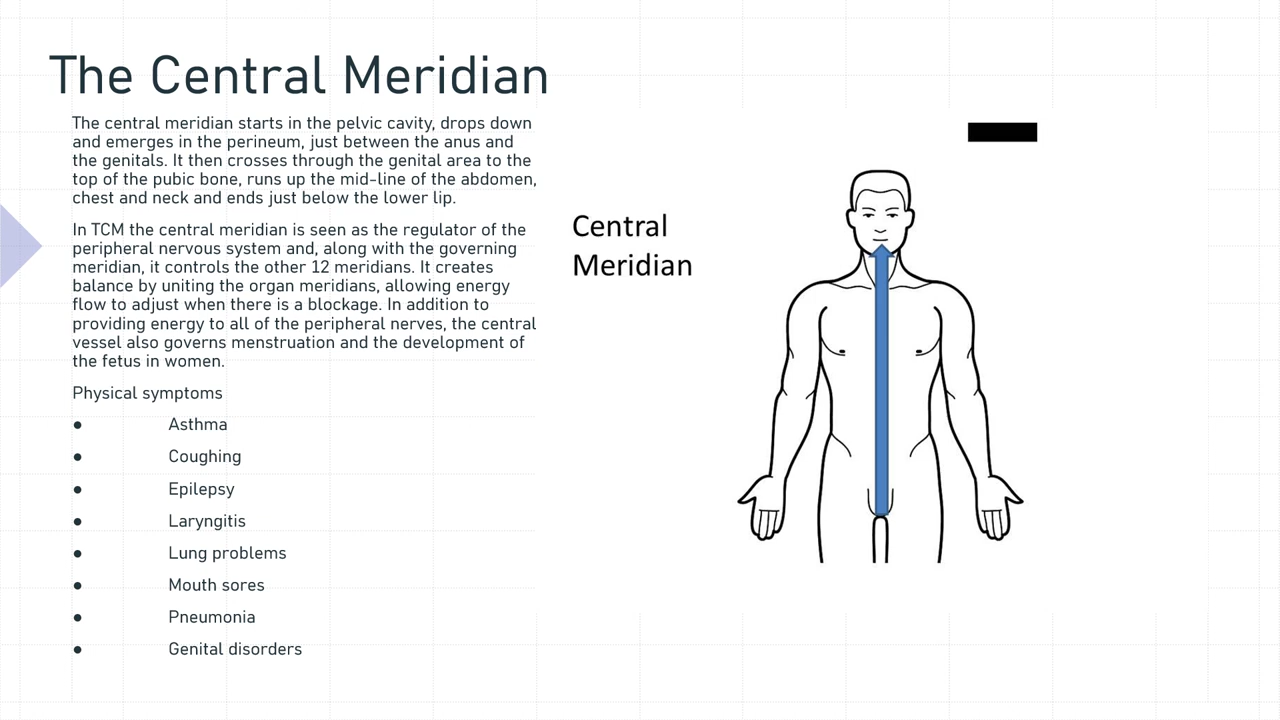 The Central Meridian
The central meridian starts in the pelvic cavity, drops down
and emerges in the perineum, just between the anus and
the genitals. It then crosses through the genital area to the
top of the pubic bone, runs up the mid-line of the abdomen,
chest and neck and ends just below the lower lip.
In TCM the central meridian is seen as the regulator of the
peripheral nervous system and, along with the governing
meridian, it controls the other 12 meridians. It creates
balance by uniting the organ meridians, allowing energy
flow to adjust when there is a blockage. In addition to
providing energy to all of the peripheral nerves, the central
vessel also governs menstruation and the development of
the fetus in women.
Physical symptoms
● Asthma
● Coughing
● Epilepsy
● Laryngitis
● Lung problems
● Mouth sores
● Pneumonia
● Genital disorders
Central
Meridian